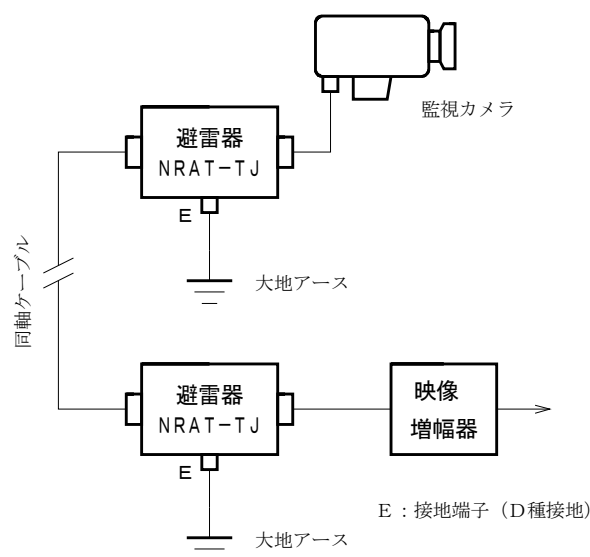 監視カメラ
避雷器
NRAT-TJ
E
大地アース
同軸ケーブル
避雷器
NRAT-TJ
E
大地アース
映像
増幅器
E：接地端子（D種接地）